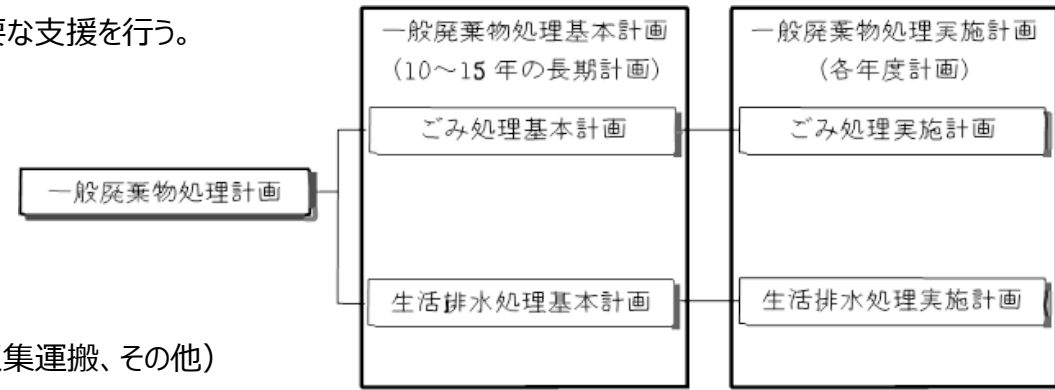 要な支援を行う。
一般廃棄物処理基本計画
（10～15年の長期計画）
ごみ処理基本計画
一般廃棄物処理実施計画
（各年度計画）
ごみ処理実施計画
一般廃棄物処理計画
生活排水処理基本計画
生活排水処理実施計画
集運搬、その他）